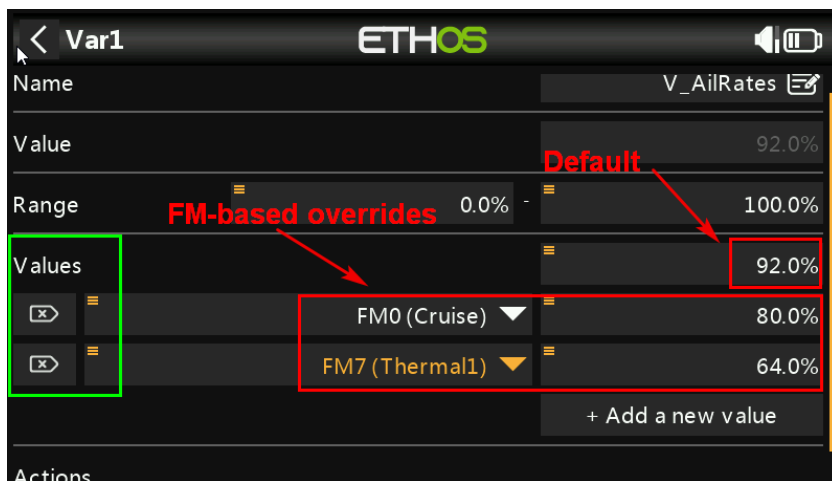 Var1
ETHOS
Name
V_AilRates
Value
92.0%
Default
Range
0.0% - 100.0%
FM-based overrides
Values
92.0%
FM0 (Cruise) 80.0%
FM7 (Thermal1) 64.0%
+ Add a new value
Actions